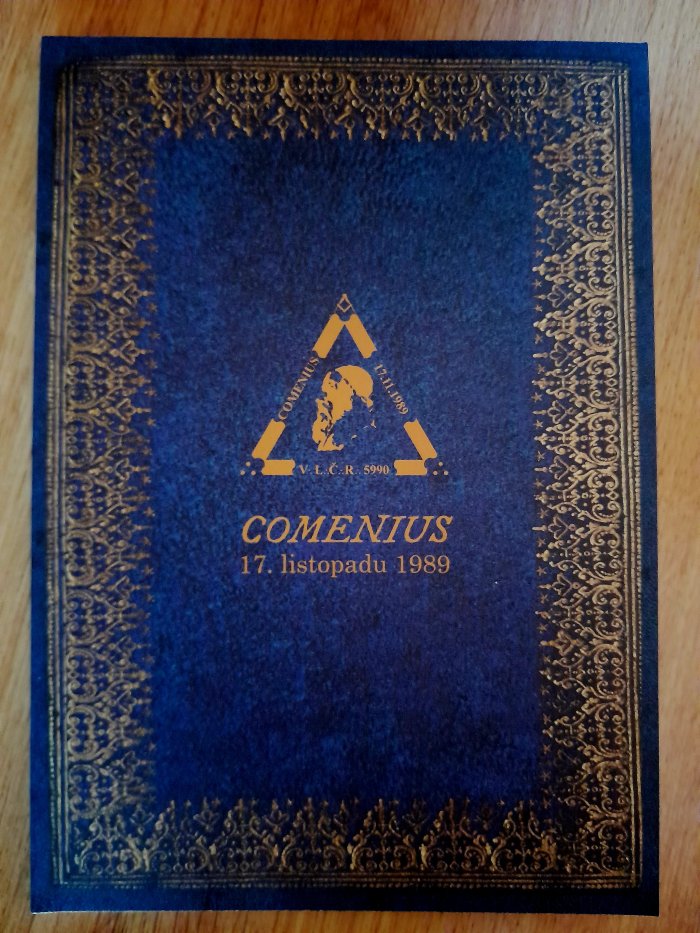 COMENIUS
17.11.1989
V∴L∴Č∴R∴ 5990
COMENIUS
17. listopadu 1989